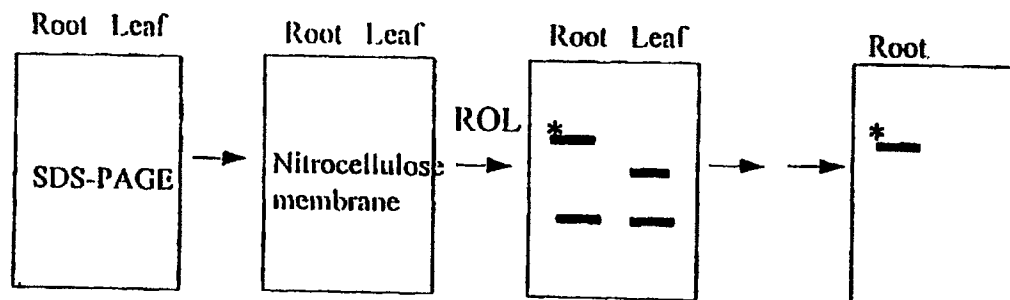 Root Leaf
Root Leaf
Root Leaf
Root.
SDS-PAGE
Nitrocellulose
membrane
ROL
*
*